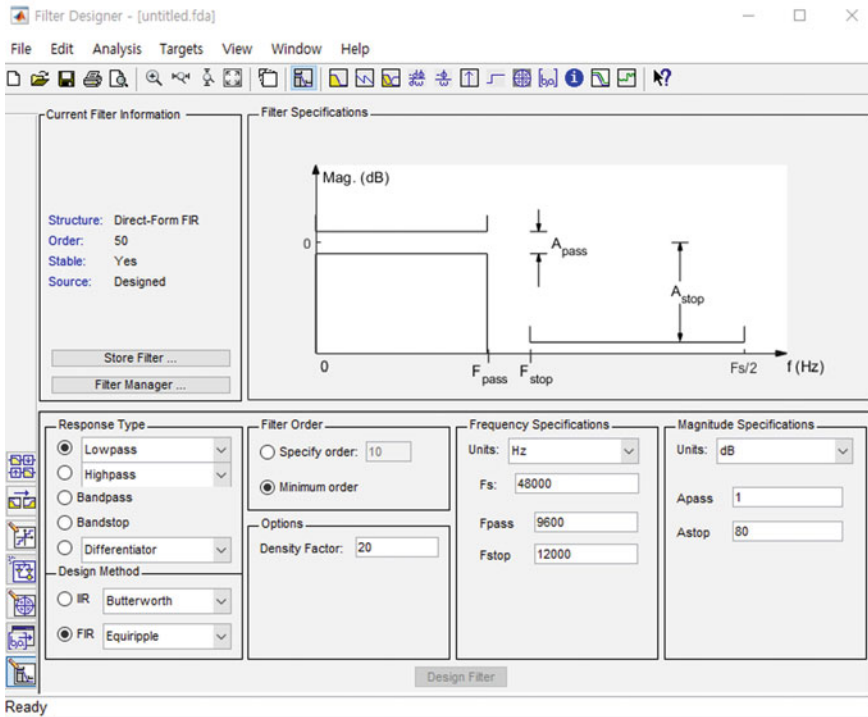 Filter Designer - [untitled.fda]
File Edit Analysis Targets View Window Help
Current Filter Information
Structure: Direct-Form FIR
Order: 50
Stable: Yes
Source: Designed
Store Filter ...
Filter Manager ...
Filter Specifications
Mag. (dB)
0
A pass
A stop
0
F pass
F stop
Fs/2
f (Hz)
Response Type
Lowpass
Highpass
Bandpass
Bandstop
Differentiator
Design Method
IIR Butterworth
FIR Equiripple
Filter Order
Specify order: 10
Minimum order
Options
Density Factor: 20
Frequency Specifications
Units: Hz
Fs: 48000
Fpass 9600
Fstop 12000
Magnitude Specifications
Units: dB
Apass 1
Astop 80
Design Filter
Ready